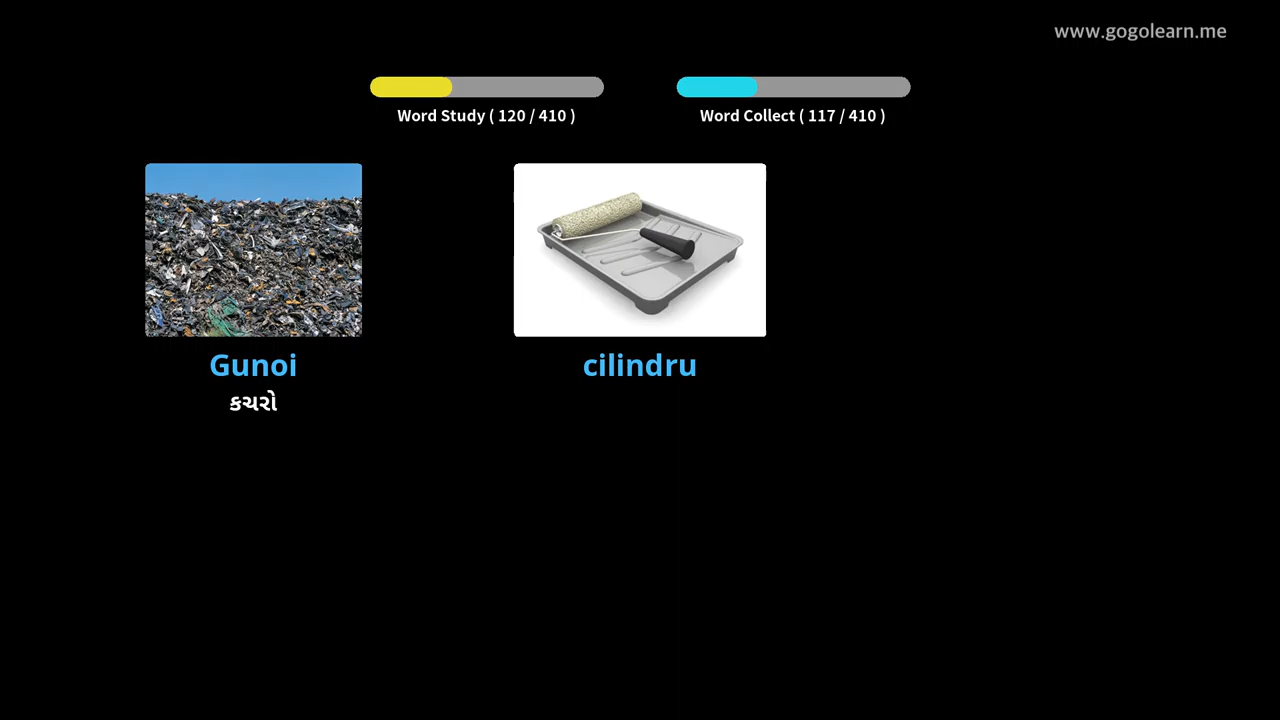 www.gogolearn.me
Word Study ( 120 / 410 )
Word Collect ( 117 / 410 )
Gunoi
કચરો
cilindru